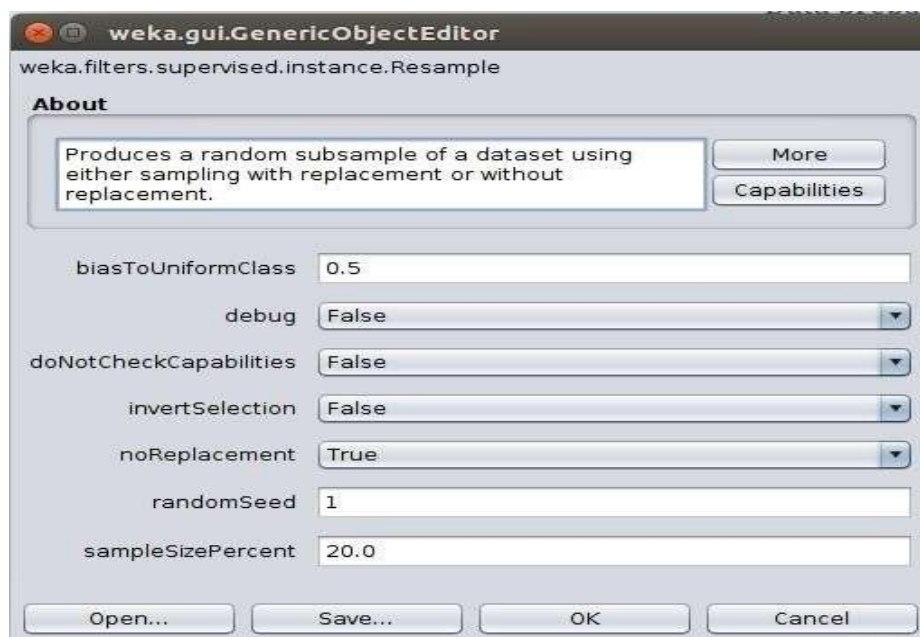 weka.gui.GenericObjectEditor
weka.filters.supervised.instance.Resample
About
Produces a random subsample of a dataset using
either sampling with replacement or without
replacement.
More
Capabilities
biasToUniformClass 0.5
debug False
doNotCheckCapabilities False
invertSelection False
noReplacement True
randomSeed 1
sampleSizePercent 20.0
Open... Save... OK Cancel